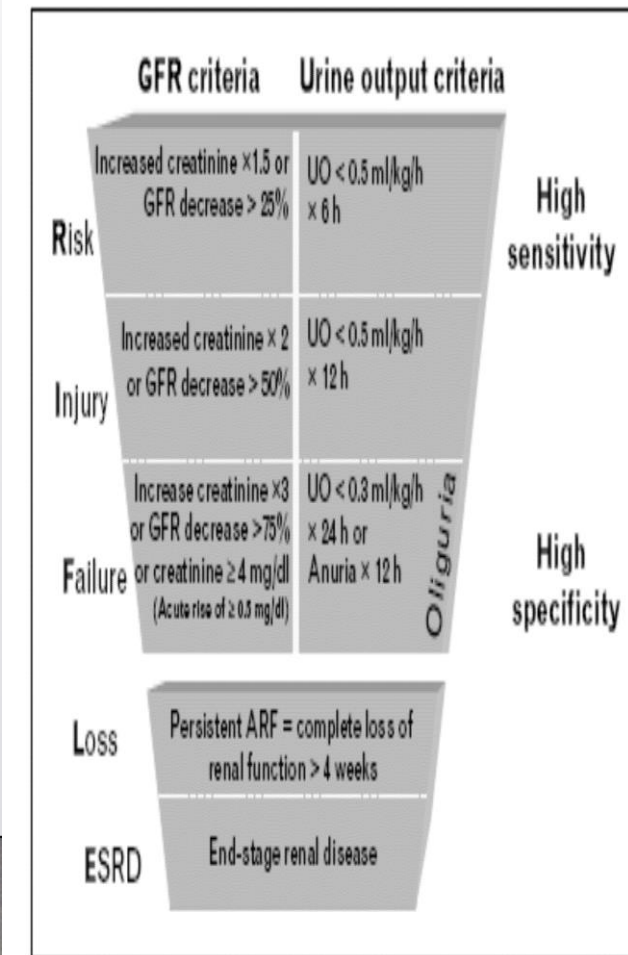 GFR criteria Urine output criteria
Risk
Increased creatinine ×1.5 or
GFR decrease > 25%
UO < 0.5 ml/kg/h
× 6 h
High
sensitivity
Injury
Increased creatinine × 2
or GFR decrease > 50%
UO < 0.5 ml/kg/h
× 12 h
Failure
Increase creatinine ×3
or GFR decrease >75%
or creatinine ≥ 4 mg/dl
(Acute rise of ≥ 0.5 mg/dl)
UO < 0.3 ml/kg/h
× 24 h or
Anuria × 12 h
Oliguria
High
specificity
Loss
Persistent ARF = complete loss of
renal function > 4 weeks
ESRD
End-stage renal disease